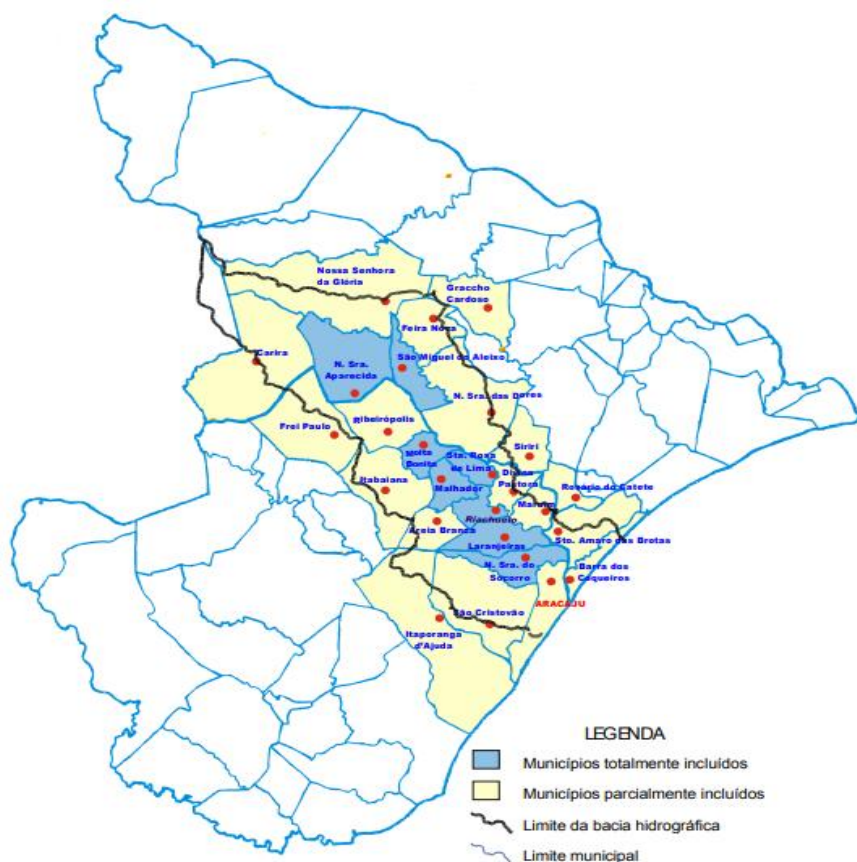 Nossa Senhora
da Glória
Graccho
Cardoso
Feira Nova
Carira
São Miguel do Aleixo
N. Sra.
Aparecida
N. Sra. das Dores
Ribeirópolis
Frei Paulo
Siriri
Moita
Bonita
Sta. Rosa
de Lima
Divina
Pastora
Itabaiana
Malhador
Rosário do Catete
Maruim
Riachuelo
Areia Branca
Sto. Amaro das Brotas
Laranjeiras
N. Sra. do
Socorro
Barra dos
Coqueiros
ARACAJU
São Cristovão
Itaporanga
d'Ajuda
LEGENDA
Municípios totalmente incluídos
Municípios parcialmente incluídos
Limite da bacia hidrográfica
Limite municipal